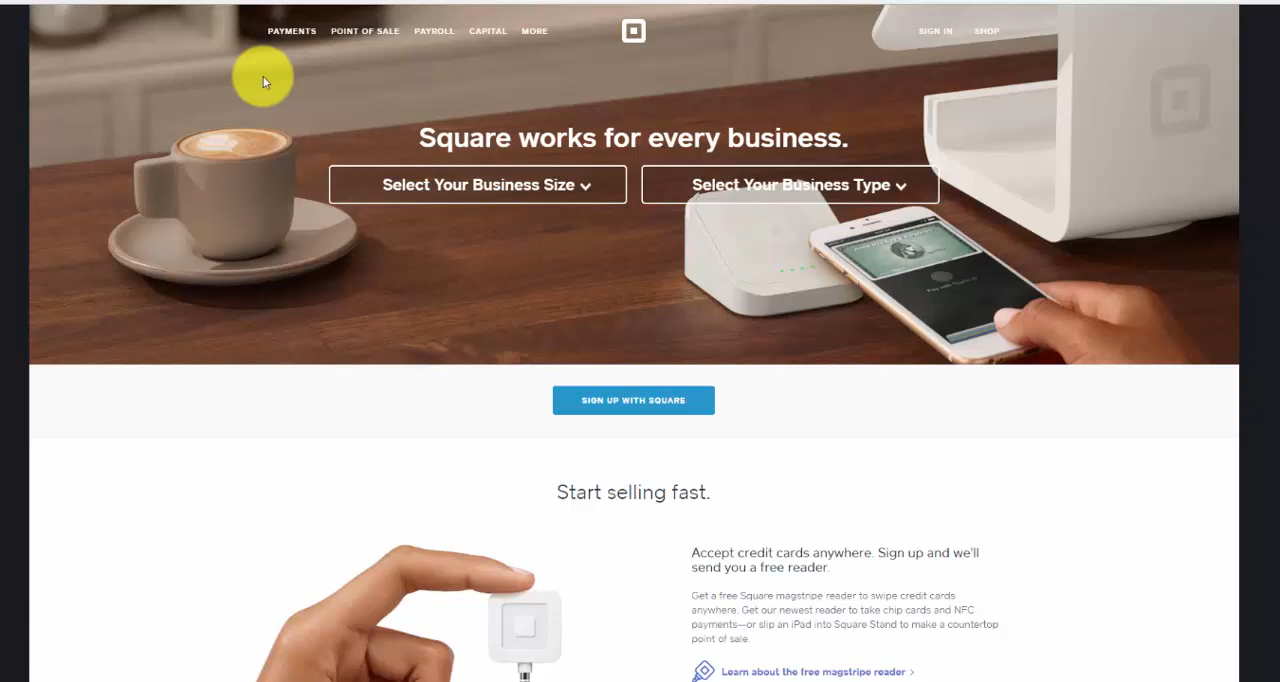 PAYMENTS POINT OF SALE PAYROLL CAPITAL MORE SIGN IN SHOP
Square works for every business.
Select Your Business Size Select Your Business Type
SIGN UP WITH SQUARE
Start selling fast.
Accept credit cards anywhere. Sign up and we'll
send you a free reader.
Get a free Square magstripe reader to swipe credit cards
anywhere. Get our newest reader to take chip cards and NFC
payments—or slip an iPad into Square Stand to make a countertop
point of sale.
Learn about the free magstripe reader